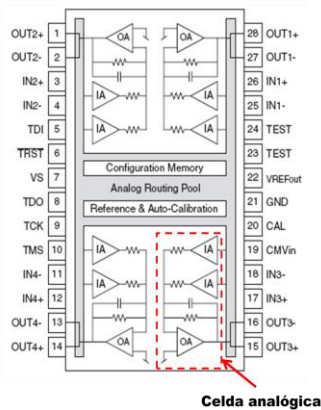 OUT2+ 1 OA OA 28 OUT1+
OUT2- 2 27 OUT1-
IN2+ 3 26 IN1+
IN2- 4 IA IA 25 IN1-
TDI 5 IA IA 24 TEST
TRST 6 23 TEST
VS 7 Configuration Memory 22 VREFout
Analog Routing Pool
TDO 8 Reference & Auto-Calibration 21 GND
TCK 9 20 CAL
TMS 10 IA IA 19 CMVin
IN4- 11 IA IA 18 IN3-
IN4+ 12 17 IN3+
OUT4- 13 16 OUT3-
OUT4+ 14 OA OA 15 OUT3+
Celda analógica